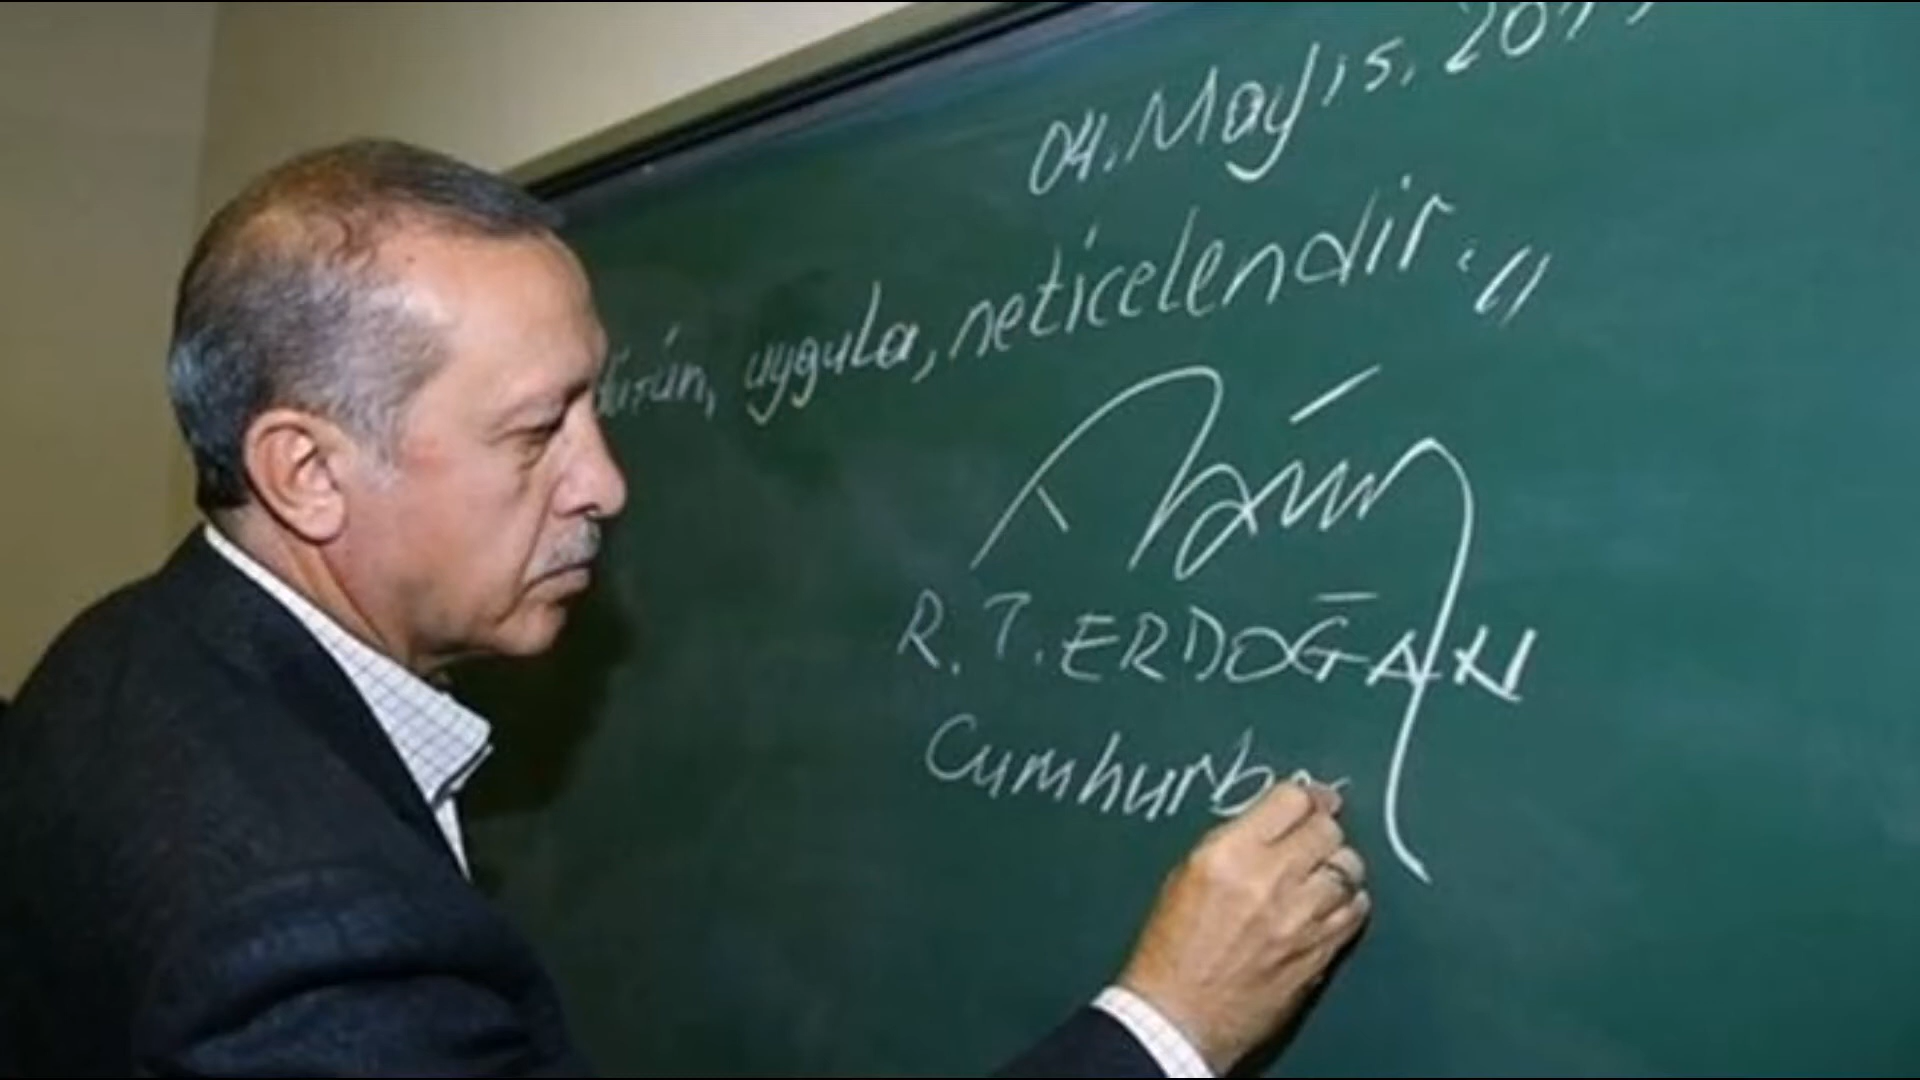 04. Mayıs, 20
uygula, neticelendir."
R. T. ERDOĞAN
Cumhurb